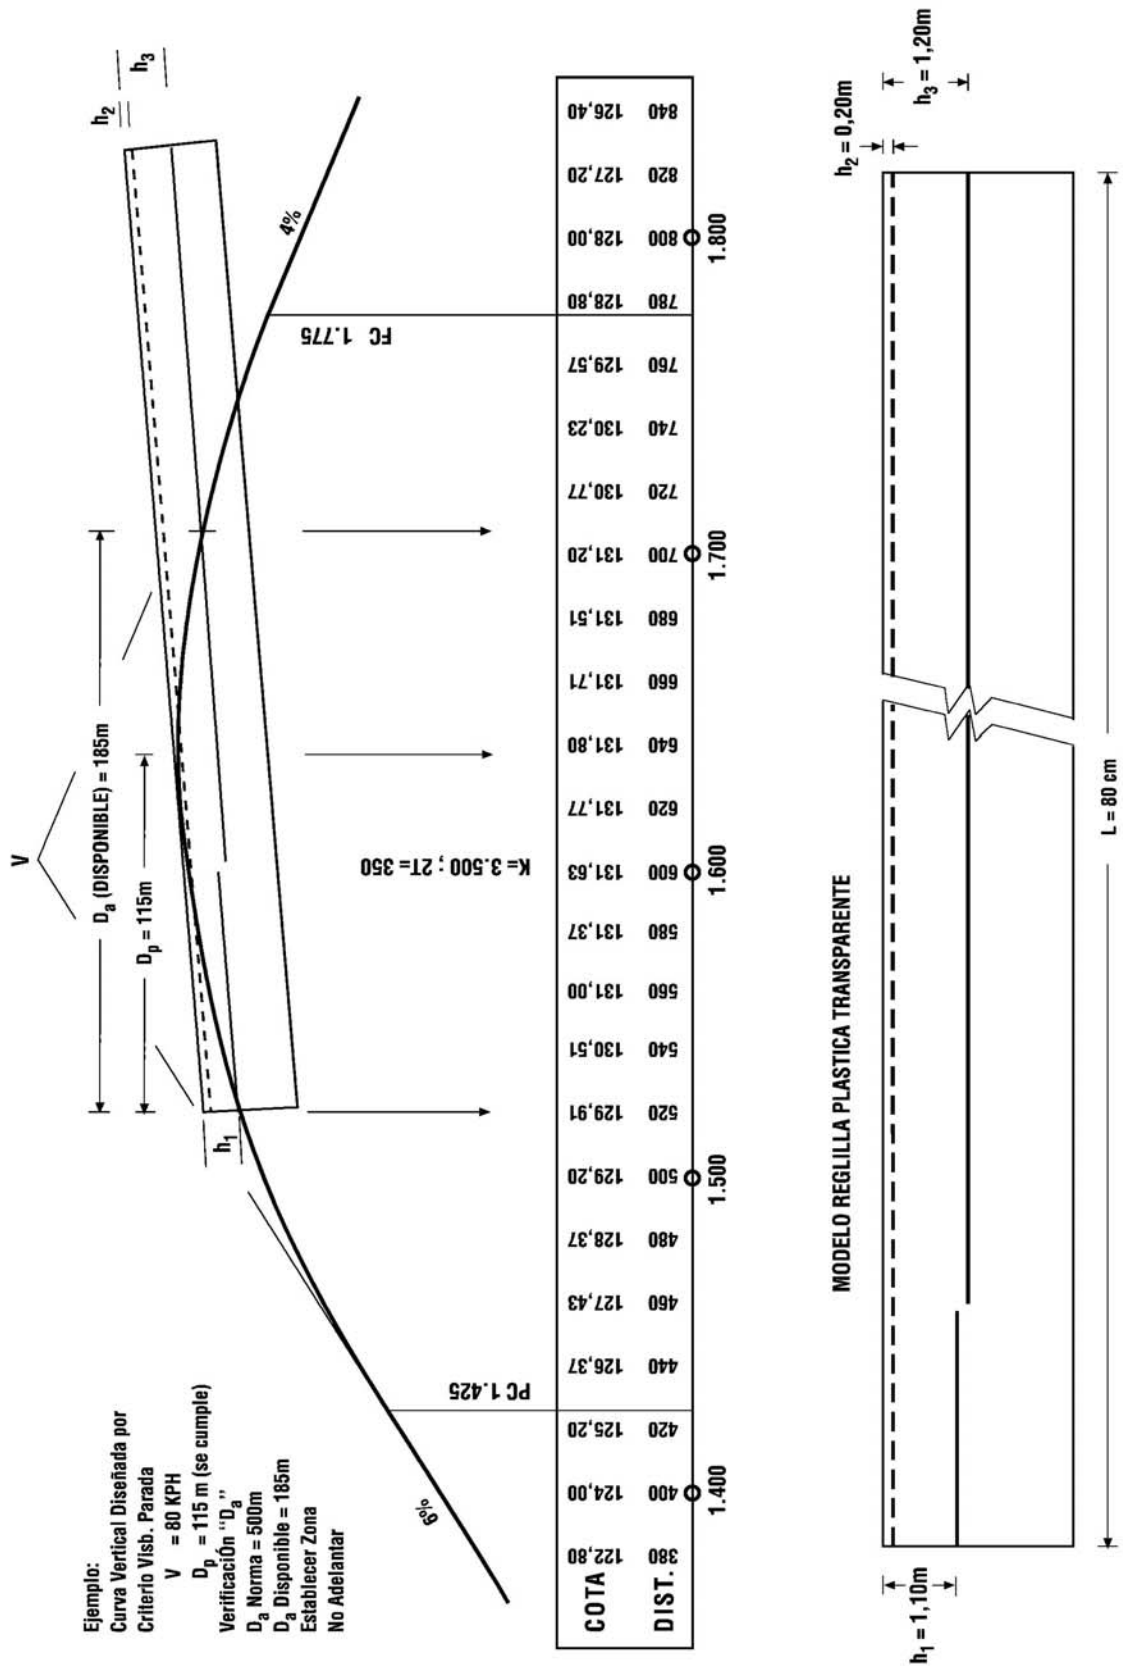 Ejemplo:
Curva Vertical Diseñada por
Criterio Visb. Parada
V = 80 KPH
Dp = 115 m (se cumple)
Verificación "Da"
Da Norma = 500m
Da Disponible = 185m
Establecer Zona
No Adelantar
V
Da (DISPONIBLE) = 185m
Dp = 115m
h1
h2
h3
6%
4%
PC 1.425
K= 3.500 ; 2T= 350
FC 1.775
COTA 122,80 124,00 125,20 126,37 127,43 128,37 129,20 129,91 130,51 131,00 131,37 131,63 131,77 131,80 131,71 131,51 131,20 130,77 130,23 129,57 128,80 128,00 127,20 126,40
DIST. 380 400 420 440 460 480 500 520 540 560 580 600 620 640 660 680 700 720 740 760 780 800 820 840
1.400 1.500 1.600 1.700 1.800
MODELO REGLILLA PLASTICA TRANSPARENTE
h1 = 1,10m
h2 = 0,20m
h3 = 1,20m
L = 80 cm